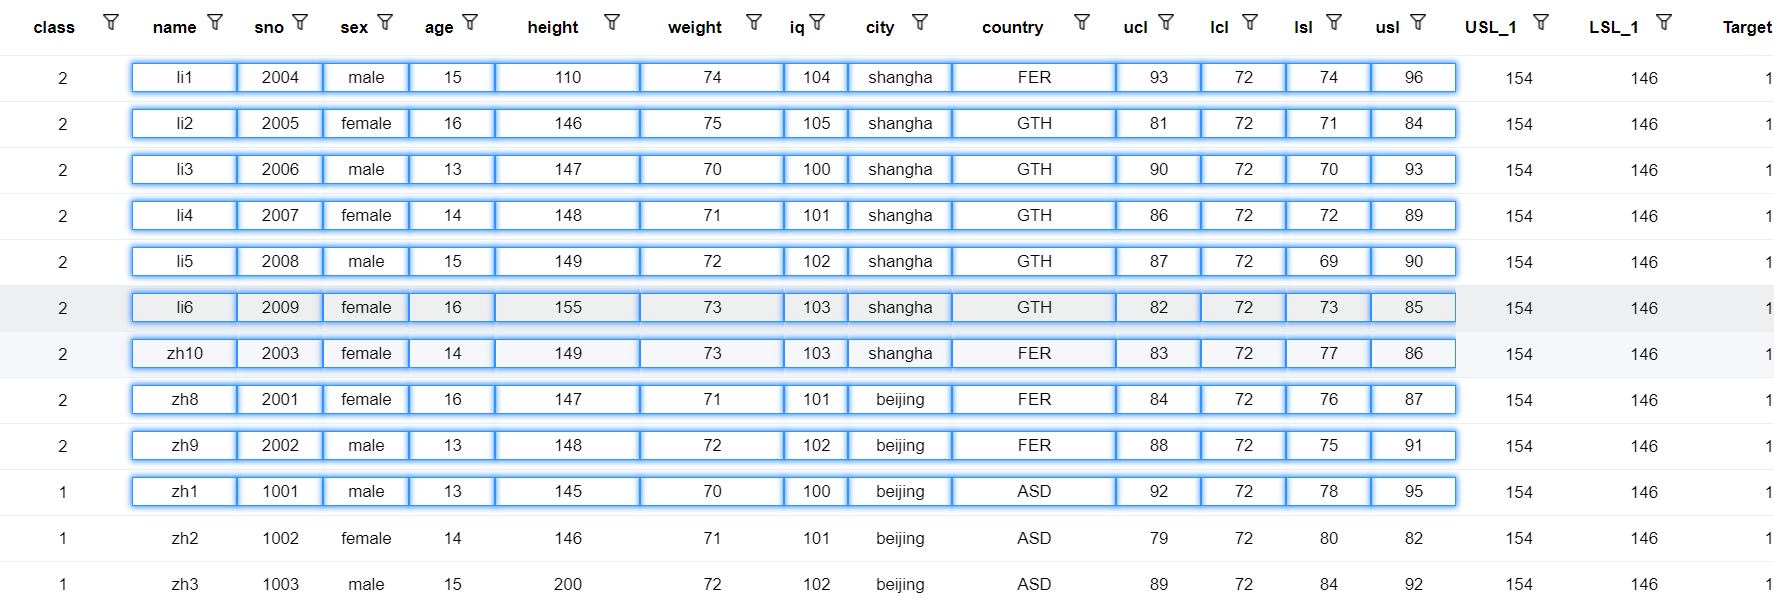 class name sno sex age height weight iq city country ucl lcl lsl usl USL_1 LSL_1 Target
2 li1 2004 male 15 110 74 104 shangha FER 93 72 74 96 154 146 1
2 li2 2005 female 16 146 75 105 shangha GTH 81 72 71 84 154 146 1
2 li3 2006 male 13 147 70 100 shangha GTH 90 72 70 93 154 146 1
2 li4 2007 female 14 148 71 101 shangha GTH 86 72 72 89 154 146 1
2 li5 2008 male 15 149 72 102 shangha GTH 87 72 69 90 154 146 1
2 li6 2009 female 16 155 73 103 shangha GTH 82 72 73 85 154 146 1
2 zh10 2003 female 14 149 73 103 shangha FER 83 72 77 86 154 146 1
2 zh8 2001 female 16 147 71 101 beijing FER 84 72 76 87 154 146 1
2 zh9 2002 male 13 148 72 102 beijing FER 88 72 75 91 154 146 1
1 zh1 1001 male 13 145 70 100 beijing ASD 92 72 78 95 154 146 1
1 zh2 1002 female 14 146 71 101 beijing ASD 79 72 80 82 154 146 1
1 zh3 1003 male 15 200 72 102 beijing ASD 89 72 84 92 154 146 1